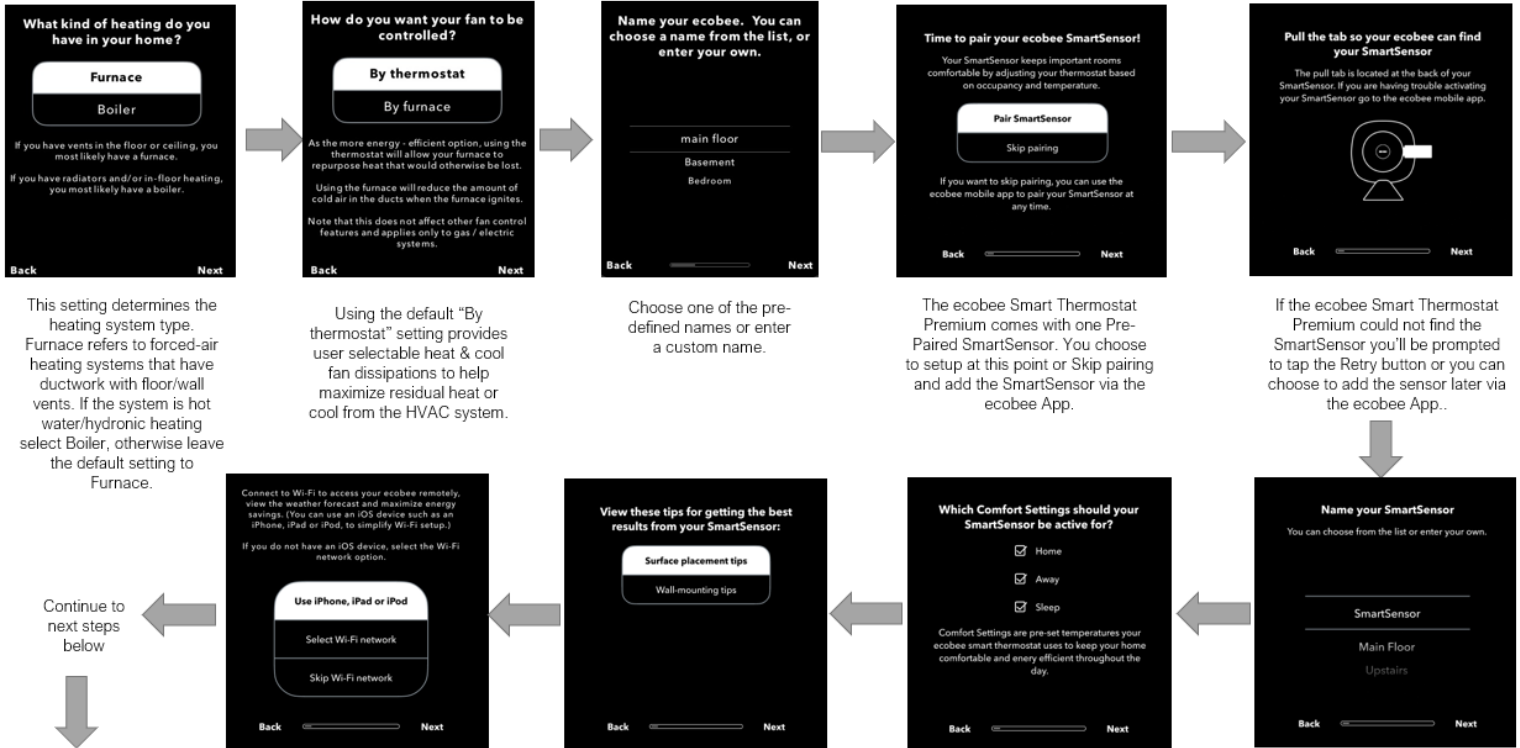 What kind of heating do you
have in your home?
Furnace
Boiler
If you have vents in the floor or ceiling, you
most likely have a furnace.
If you have radiators and/or in-floor heating,
you most likely have a boiler.
Back
Next
This setting determines the
heating system type.
Furnace refers to forced-air
heating systems that have
ductwork with floor/wall
vents. If the system is hot
water/hydronic heating
select Boiler, otherwise leave
the default setting to
Furnace.
How do you want your fan to be
controlled?
By thermostat
By furnace
As the more energy - efficient option, using the
thermostat will allow your furnace to
repurpose heat that would otherwise be lost.
Using the furnace will reduce the amount of
cold air in the ducts when the furnace ignites.
Note that this does not affect other fan control
features and applies only to gas / electric
systems.
Back
Next
Using the default “By
thermostat” setting provides
user selectable heat & cool
fan dissipations to help
maximize residual heat or
cool from the HVAC system.
Name your ecobee. You can
choose a name from the list, or
enter your own.
main floor
Basement
Bedroom
Back
Next
Choose one of the pre-
defined names or enter
a custom name.
Time to pair your ecobee SmartSensor!
Your SmartSensor keeps important rooms
comfortable by adjusting your thermostat based
on occupancy and temperature.
Pair SmartSensor
Skip pairing
If you want to skip pairing, you can use the
ecobee mobile app to pair your SmartSensor at
any time.
Back
Next
The ecobee Smart Thermostat
Premium comes with one Pre-
Paired SmartSensor. You choose
to setup at this point or Skip pairing
and add the SmartSensor via the
ecobee App.
Pull the tab so your ecobee can find
your SmartSensor
The pull tab is located at the back of your
SmartSensor. If you are having trouble activating
your SmartSensor go to the ecobee mobile app.
Back
Next
If the ecobee Smart Thermostat
Premium could not find the
SmartSensor you’ll be prompted
to tap the Retry button or you can
choose to add the sensor later via
the ecobee App..
Name your SmartSensor
You can choose from the list or enter your own.
SmartSensor
Main Floor
Upstairs
Back
Next
Which Comfort Settings should your
SmartSensor be active for?
Home
Away
Sleep
Comfort Settings are pre-set temperatures your
ecobee smart thermostat uses to keep your home
comfortable and enery efficient throughout the
day.
Back
Next
View these tips for getting the best
results from your SmartSensor:
Surface placement tips
Wall-mounting tips
Back
Next
Connect to Wi-Fi to access your ecobee remotely,
view the weather forecast and maximize energy
savings. (You can use an iOS device such as an
iPhone, iPad or iPod, to simplify Wi-Fi setup.)
If you do not have an iOS device, select the Wi-Fi
network option.
Use iPhone, iPad or iPod
Select Wi-Fi network
Skip Wi-Fi network
Back
Next
Continue to
next steps
below